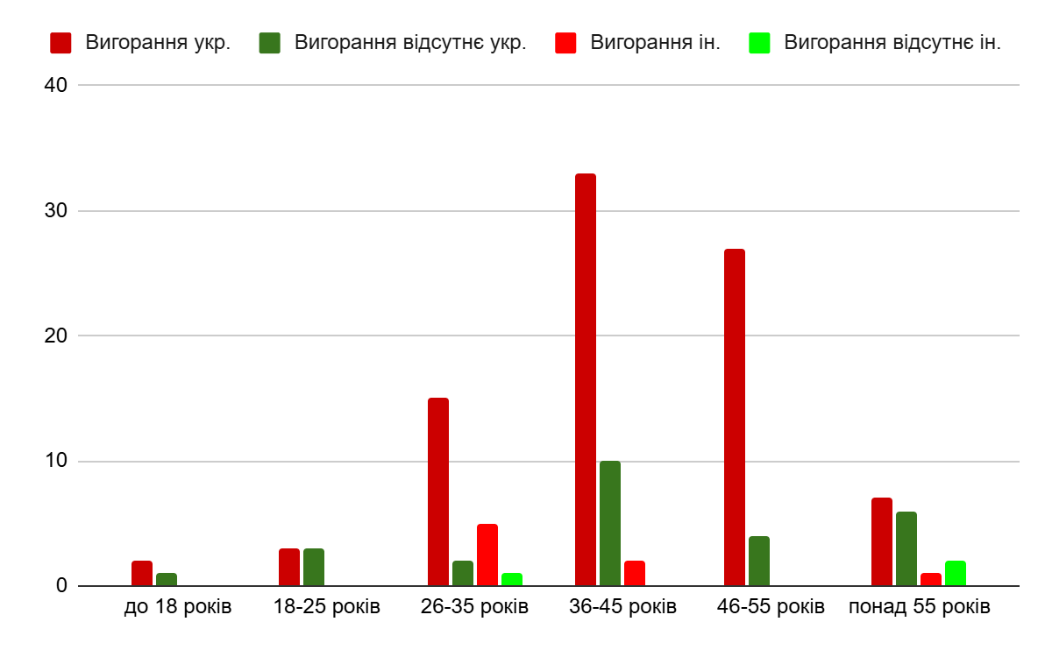 Вигорання укр. Вигорання відсутнє укр. Вигорання ін. Вигорання відсутнє ін.
40
30
20
10
0
до 18 років 18-25 років 26-35 років 36-45 років 46-55 років понад 55 років